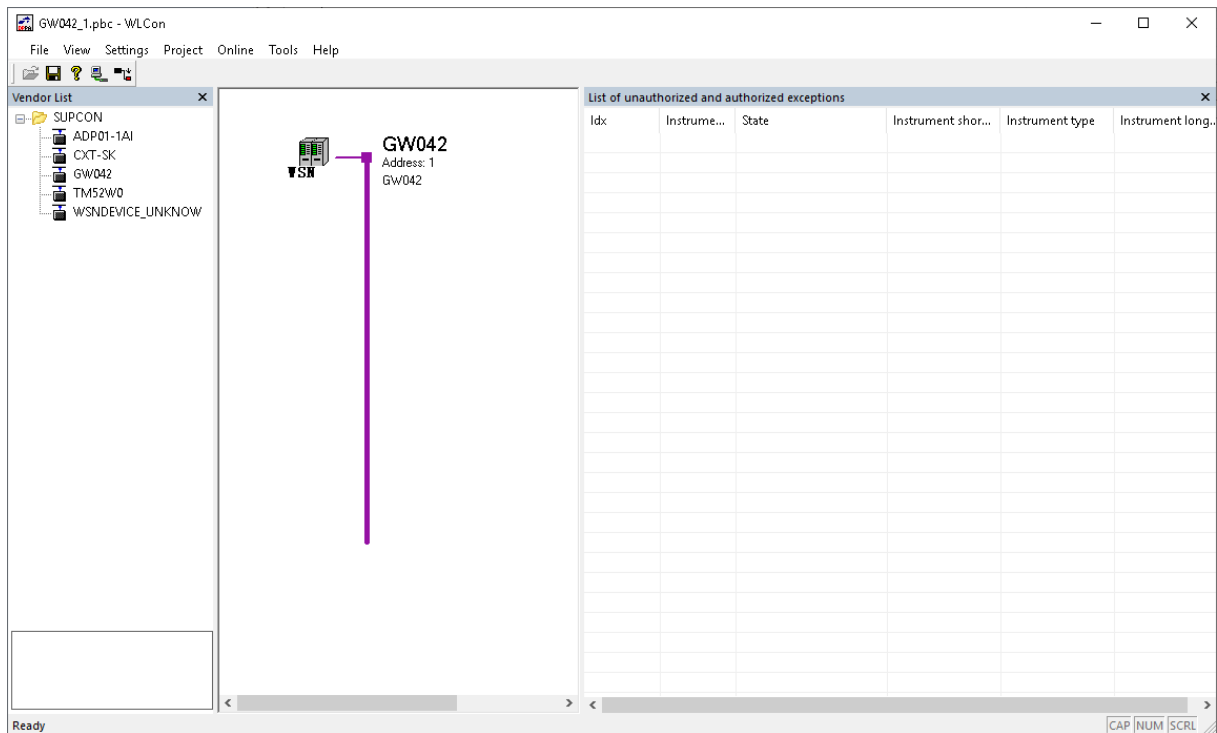 GW042_1.pbc - WLCon
File View Settings Project Online Tools Help
Vendor List
SUPCON
ADP01-1AI
CXT-SK
GW042
TM52W0
WSNDEVICE_UNKNOW
WSN
GW042
Address: 1
GW042
List of unauthorized and authorized exceptions
Idx Instrume... State Instrument shor... Instrument type Instrument long...
Ready
CAP NUM SCRL